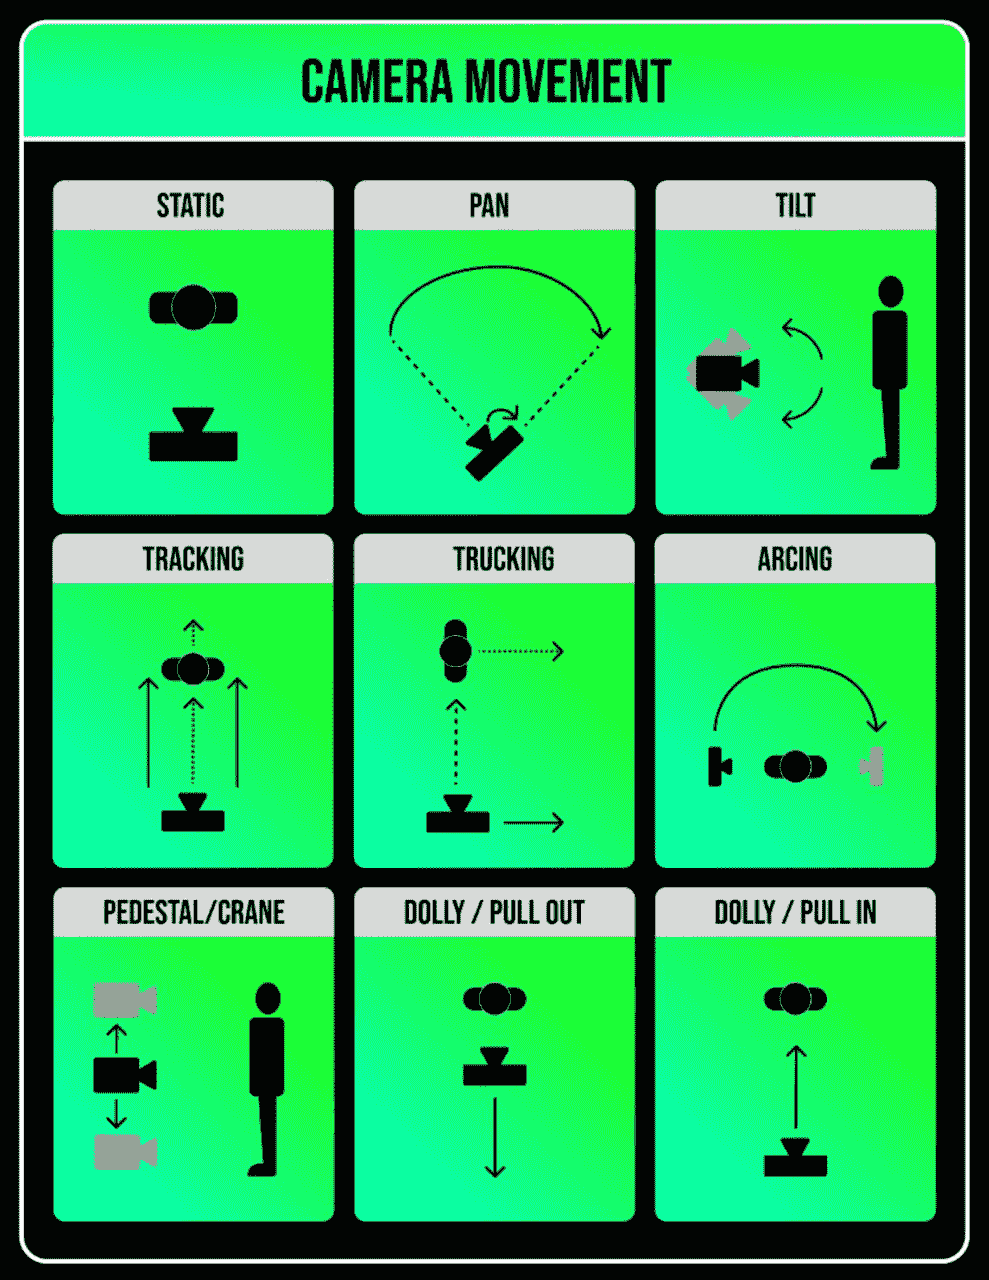 CAMERA MOVEMENT
STATIC
PAN
TILT
TRACKING
TRUCKING
ARCING
PEDESTAL/CRANE
DOLLY / PULL OUT
DOLLY / PULL IN